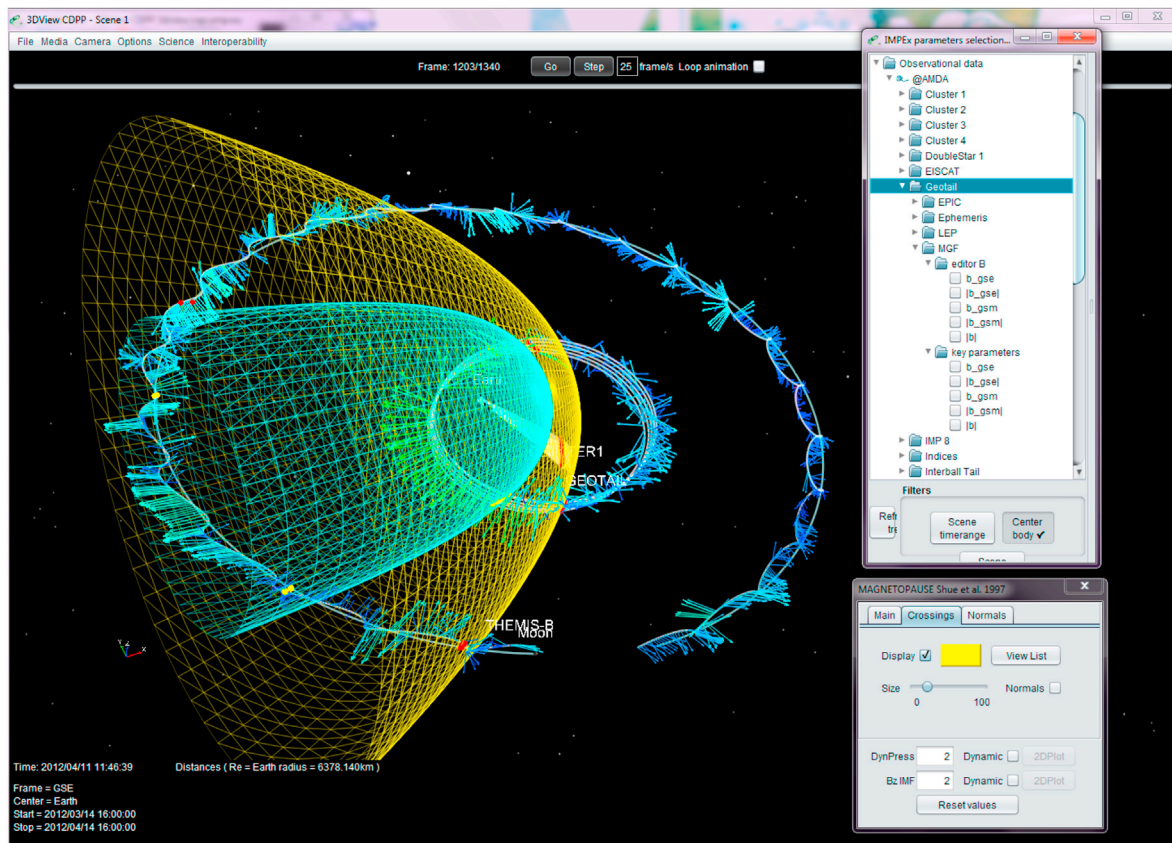 3DView CDPP - Scene 1
File Media Camera Options Science Interoperability
Frame: 1203/1340 Go Step 25 frame/s Loop animation
Earth
ER1
GEOTAIL
THEMIS-B
Moon
X
Time: 2012/04/11 11:46:39 Distances ( Re = Earth radius = 6378.140km )
Frame = GSE
Center = Earth
Start = 2012/03/14 16:00:00
Stop = 2012/04/14 16:00:00
IMPEx parameters selection...
Observational data
@AMDA
Cluster 1
Cluster 2
Cluster 3
Cluster 4
DoubleStar 1
EISCAT
Geotail
EPIC
Ephemeris
LEP
MGF
editor B
b_gse
|b_gse|
b_gsm
|b_gsm|
|b|
key parameters
b_gse
|b_gse|
b_gsm
|b_gsm|
|b|
IMP 8
Indices
Interball Tail
Filters
Refr
tre
Scene
timerange
Center
body ✔
Scene
MAGNETOPAUSE Shue et al. 1997
Main Crossings Normals
Display View List
Size Normals
0 100
DynPress 2 Dynamic 2DPlot
Bz IMF 2 Dynamic 2DPlot
Reset values